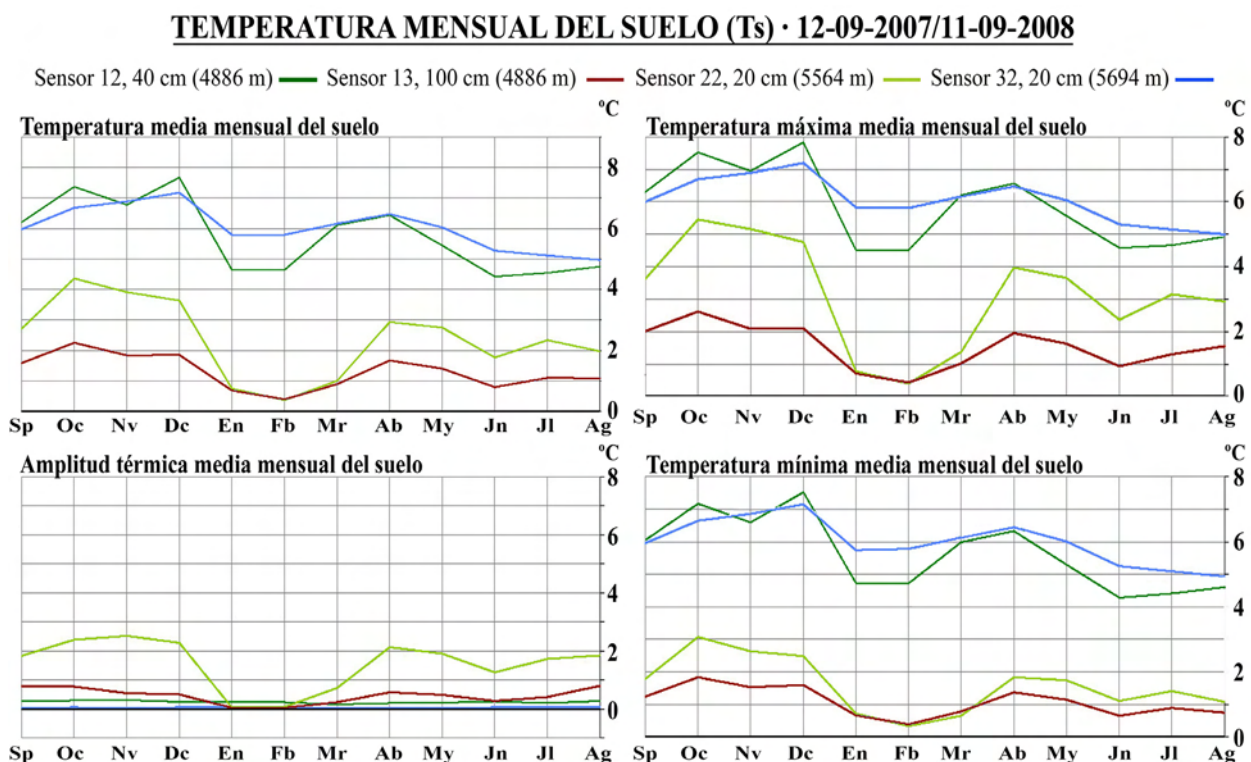 TEMPERATURA MENSUAL DEL SUELO (Ts) · 12-09-2007/11-09-2008
Sensor 12, 40 cm (4886 m) Sensor 13, 100 cm (4886 m) Sensor 22, 20 cm (5564 m) Sensor 32, 20 cm (5694 m)
Temperatura media mensual del suelo
ºC
8
6
4
2
0
Sp Oc Nv Dc En Fb Mr Ab My Jn Jl Ag
Temperatura máxima media mensual del suelo
ºC
8
6
4
2
0
Sp Oc Nv Dc En Fb Mr Ab My Jn Jl Ag
Amplitud térmica media mensual del suelo
ºC
8
6
4
2
0
Sp Oc Nv Dc En Fb Mr Ab My Jn Jl Ag
Temperatura mínima media mensual del suelo
ºC
8
6
4
2
0
Sp Oc Nv Dc En Fb Mr Ab My Jn Jl Ag